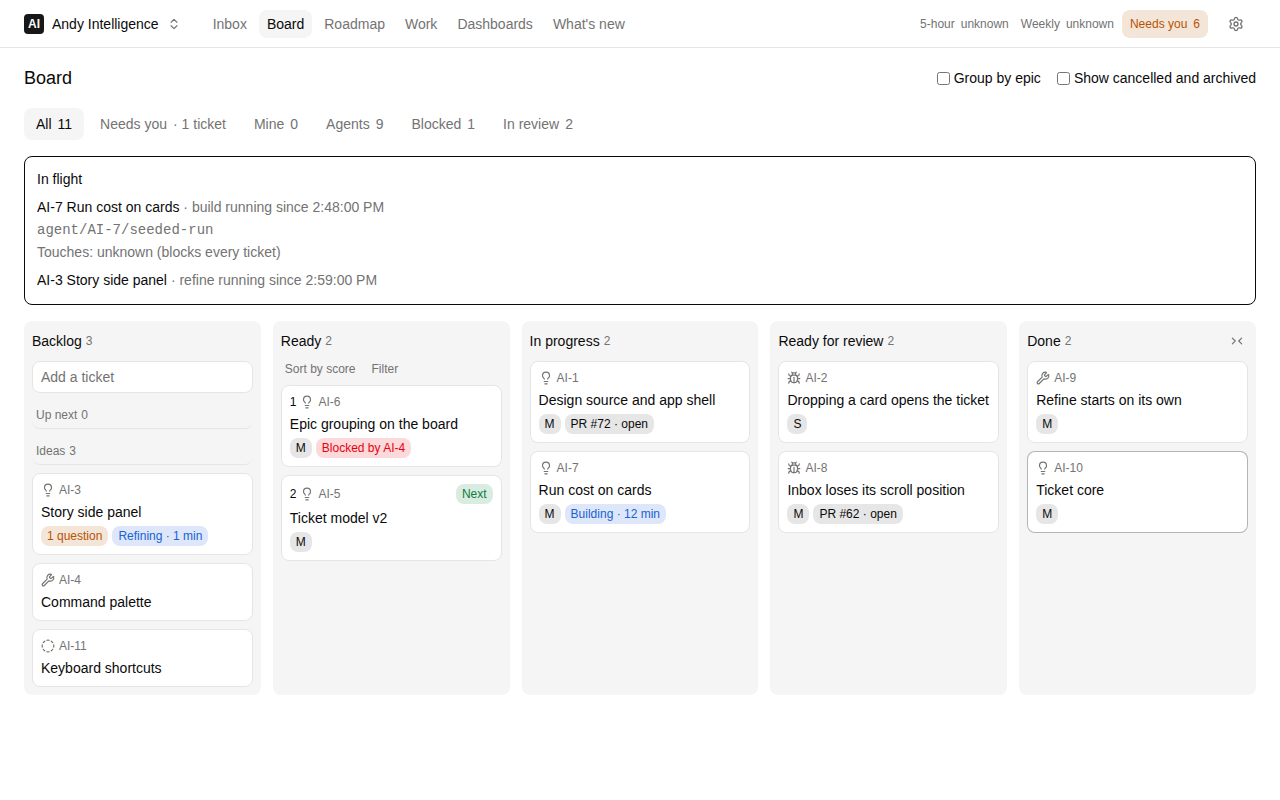 AI Andy Intelligence Inbox Board Roadmap Work Dashboards What's new 5-hour unknown Weekly unknown Needs you 6
Board Group by epic Show cancelled and archived
All 11 Needs you · 1 ticket Mine 0 Agents 9 Blocked 1 In review 2
In flight
AI-7 Run cost on cards · build running since 2:48:00 PM
agent/AI-7/seeded-run
Touches: unknown (blocks every ticket)
AI-3 Story side panel · refine running since 2:59:00 PM
Backlog 3
Add a ticket
Up next 0
Ideas 3
AI-3
Story side panel
1 question Refining · 1 min
AI-4
Command palette
AI-11
Keyboard shortcuts
Ready 2
Sort by score Filter
1 AI-6
Epic grouping on the board
M Blocked by AI-4
2 AI-5 Next
Ticket model v2
M
In progress 2
AI-1
Design source and app shell
M PR #72 · open
AI-7
Run cost on cards
M Building · 12 min
Ready for review 2
AI-2
Dropping a card opens the ticket
S
AI-8
Inbox loses its scroll position
M PR #62 · open
Done 2
AI-9
Refine starts on its own
M
AI-10
Ticket core
M